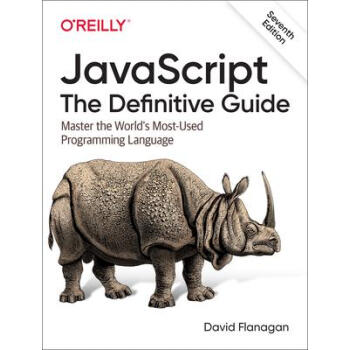 O'REILLY®
Seventh
Edition
JavaScript
The Definitive Guide
Master the World's Most-Used
Programming Language
David Flanagan